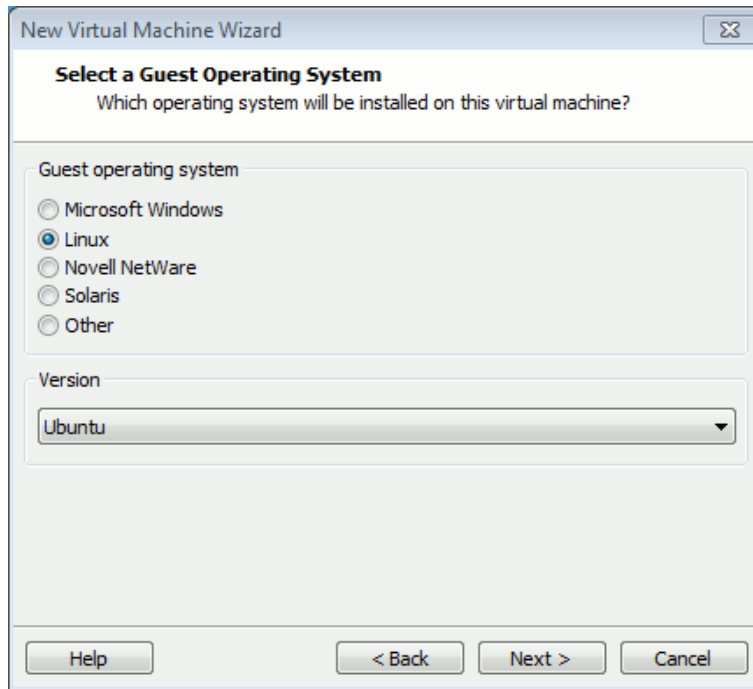 New Virtual Machine Wizard
Select a Guest Operating System
Which operating system will be installed on this virtual machine?
Guest operating system
Microsoft Windows
Linux
Novell NetWare
Solaris
Other
Version
Ubuntu
Help < Back Next > Cancel